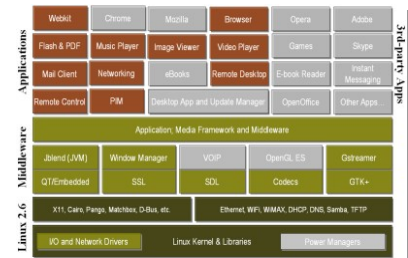 Webkit Chrome Mozilla Browser Opera Adobe
Flash & PDF Music Player Image Viewer Video Player Games Skype
Mail Client Networking eBooks Remote Desktop E-book Reader Instant Messaging
Remote Control PIM Desktop App and Update Manager OpenOffice Other Apps ..
Applications
3rd-party Apps
Application, Media Framework and Middleware
Jblend (JVM) Window Manager VOIP OpenGL ES Gstreamer
QT/Embedded SSL SDL Codecs GTK+
Middleware
X11, Cairo, Pango, Matchbox, D-Bus, etc. Ethernet, WiFi, WiMAX, DHCP, DNS, Samba, TFTP
I/O and Network Drivers Linux Kernel & Libraries Power Managers
Linux 2.6